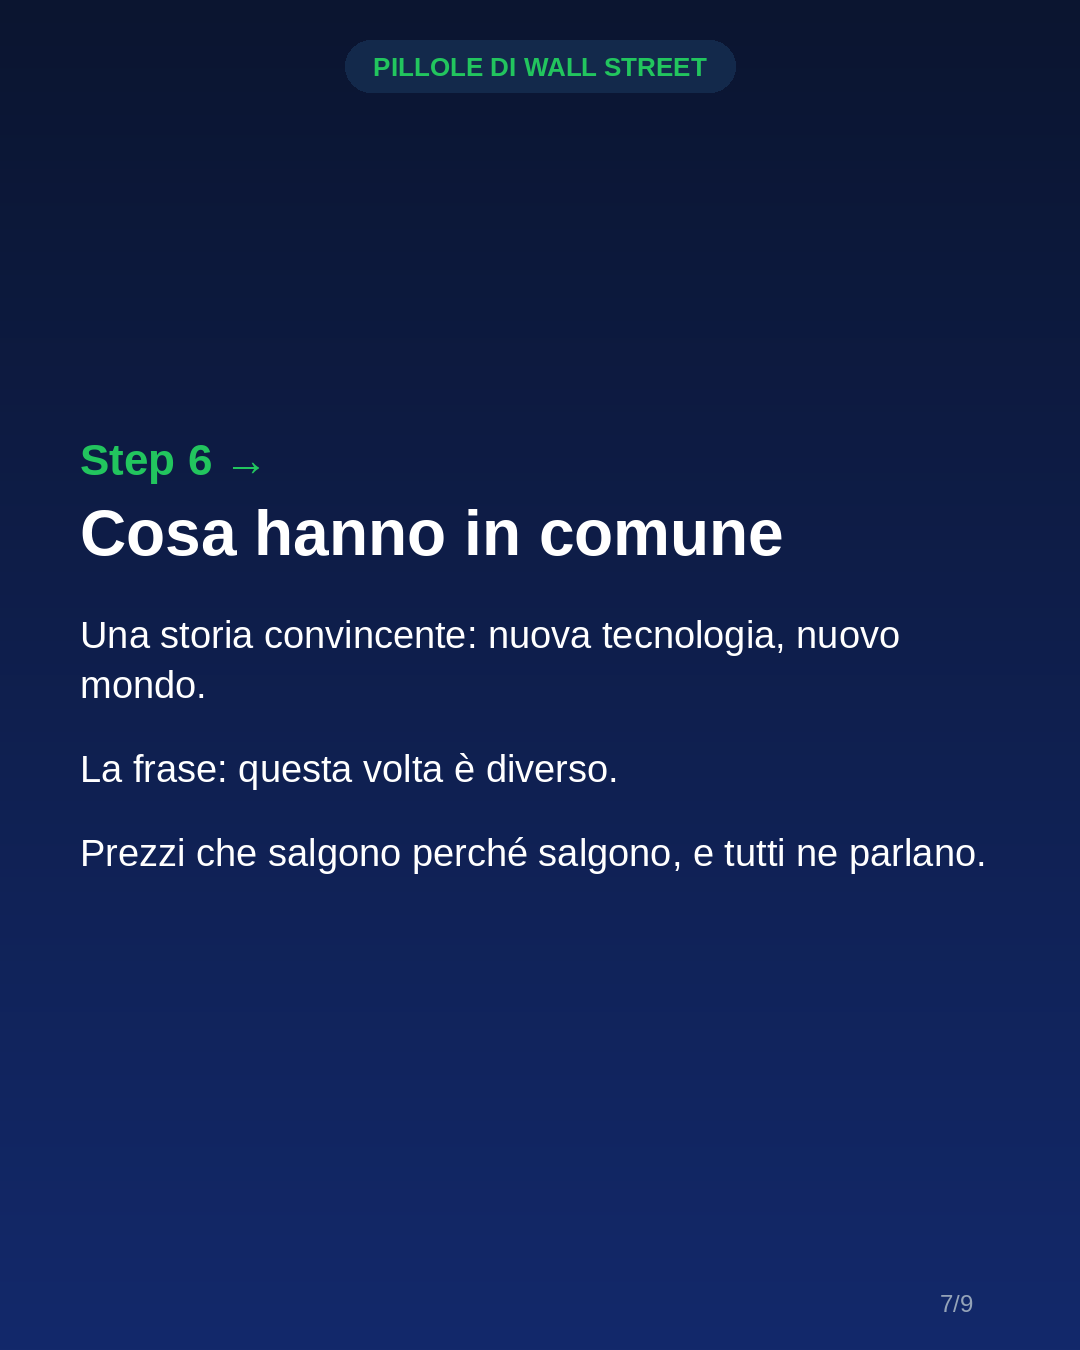 PILLOLE DI WALL STREET
Step 6 →
Cosa hanno in comune
Una storia convincente: nuova tecnologia, nuovo
mondo.
La frase: questa volta è diverso.
Prezzi che salgono perché salgono, e tutti ne parlano.
7/9